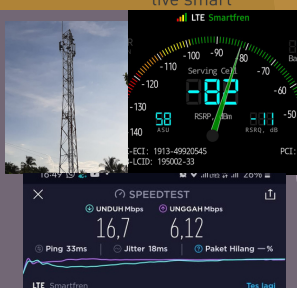 live smart
LTE Smartfren
-110 -100 -90 -80 -70 -60 -50
-120
-130
-140
Serving Cell
-82
58
ASU
RSRP, dBm
-11
RSRQ, dB
-ECI: 1913-49920545 PCI:
-LCID: 195002-33
SPEEDTEST
UNDUH Mbps UNGGAH Mbps
16,7 6,12
Ping 33ms Jitter 18ms Paket Hilang —%
LTE Smartfren Tes lagi